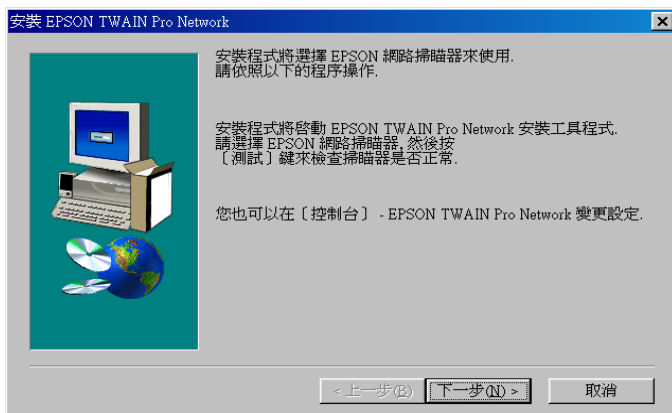 安裝 EPSON TWAIN Pro Network
安裝程式將選擇 EPSON 網路掃瞄器來使用.
請依照以下的程序操作.
安裝程式將啟動 EPSON TWAIN Pro Network 安裝工具程式.
請選擇 EPSON 網路掃瞄器, 然後按
〔測試〕鍵來檢查掃瞄器是否正常.
您也可以在〔控制台〕 - EPSON TWAIN Pro Network 變更設定.
<上一步(B)
下一步(N) >
取消